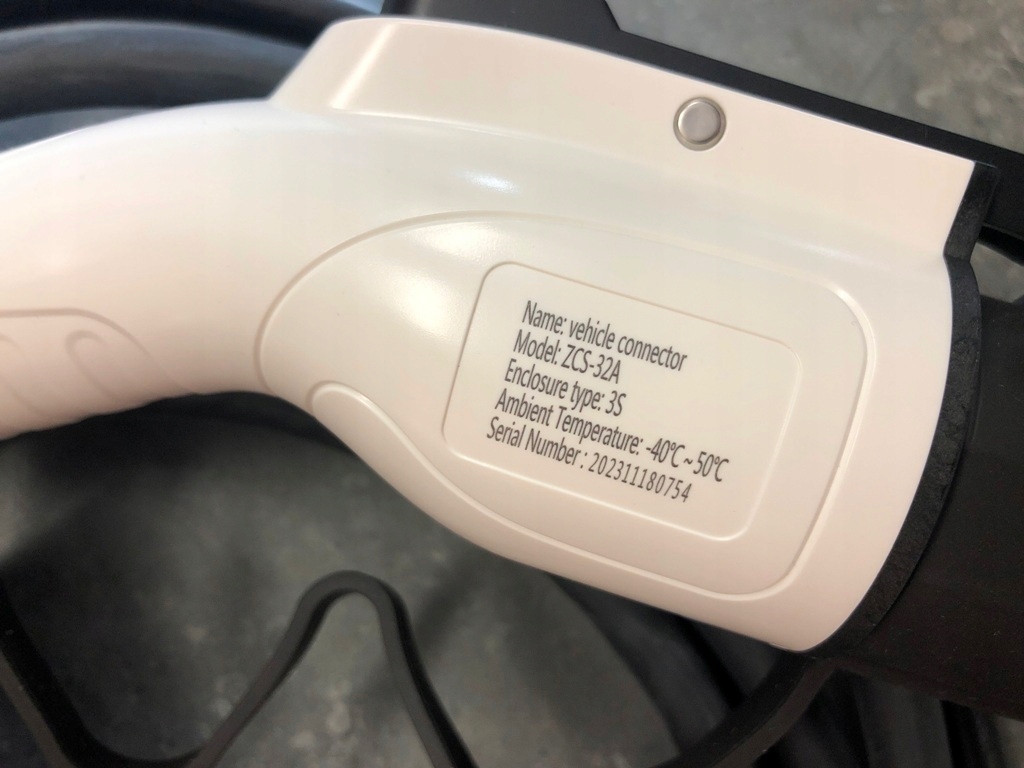 Name: vehicle connector
Model: ZCS-32A
Enclosure type: 3S
Ambient Temperature: -40℃ ~ 50℃
Serial Number : 202311180754